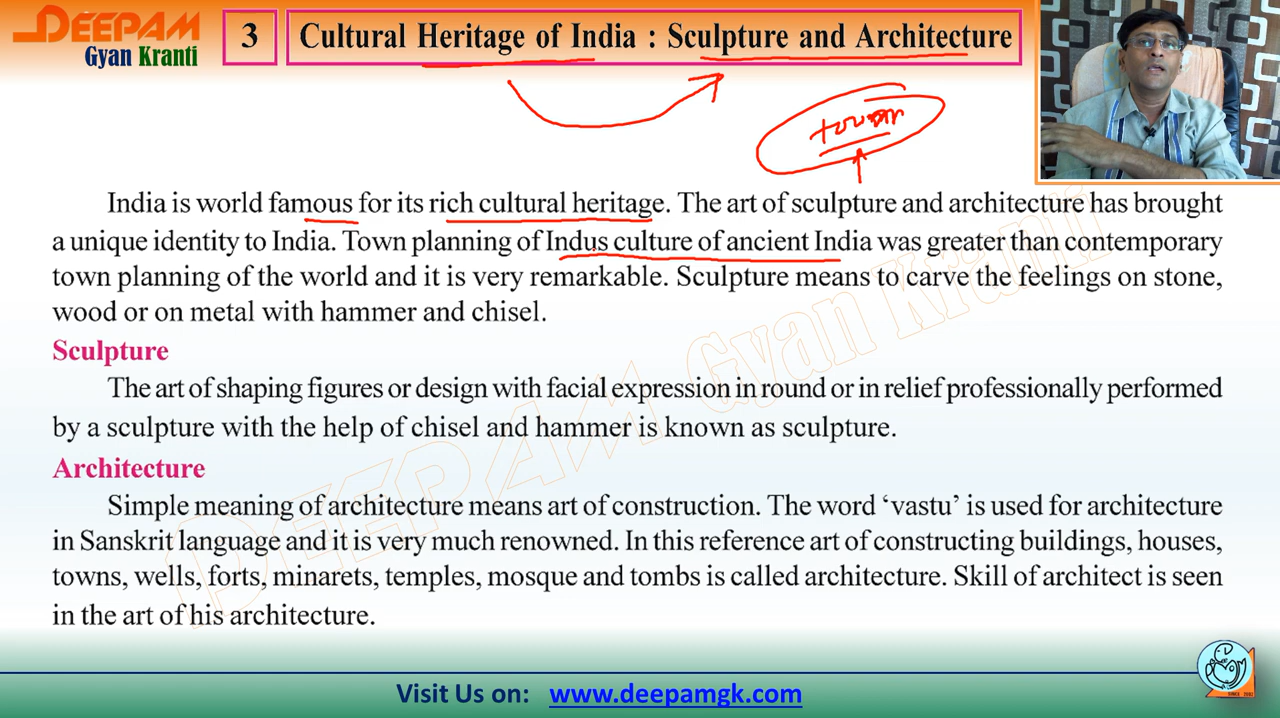 DEEPAM
Gyan Kranti
3
Cultural Heritage of India : Sculpture and Architecture
India is world famous for its rich cultural heritage. The art of sculpture and architecture has brought
a unique identity to India. Town planning of Indus culture of ancient India was greater than contemporary
town planning of the world and it is very remarkable. Sculpture means to carve the feelings on stone,
wood or on metal with hammer and chisel.
Sculpture
The art of shaping figures or design with facial expression in round or in relief professionally performed
by a sculpture with the help of chisel and hammer is known as sculpture.
Architecture
Simple meaning of architecture means art of construction. The word ‘vastu’ is used for architecture
in Sanskrit language and it is very much renowned. In this reference art of constructing buildings, houses,
towns, wells, forts, minarets, temples, mosque and tombs is called architecture. Skill of architect is seen
in the art of his architecture.
DEEPAM Gyan Kranti
Visit Us on: www.deepamgk.com